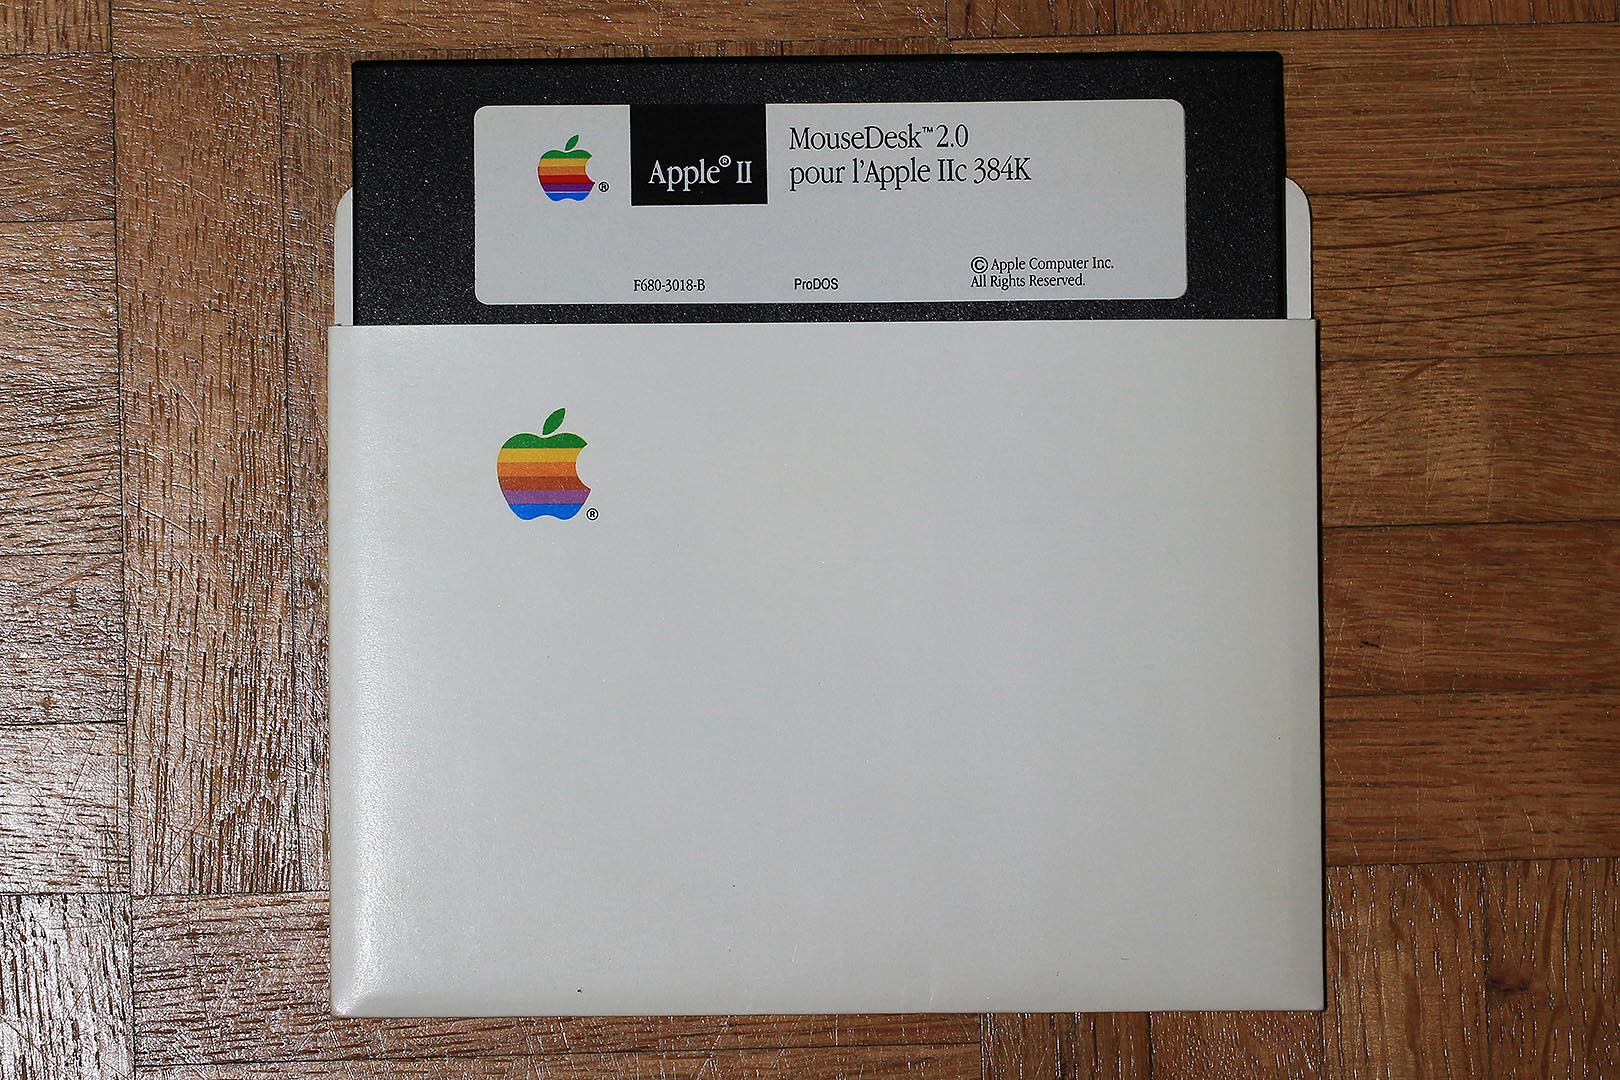 ®
Apple® II
MouseDesk™ 2.0
pour l'Apple IIc 384K
F680-3018-B
ProDOS
© Apple Computer Inc.
All Rights Reserved.
®